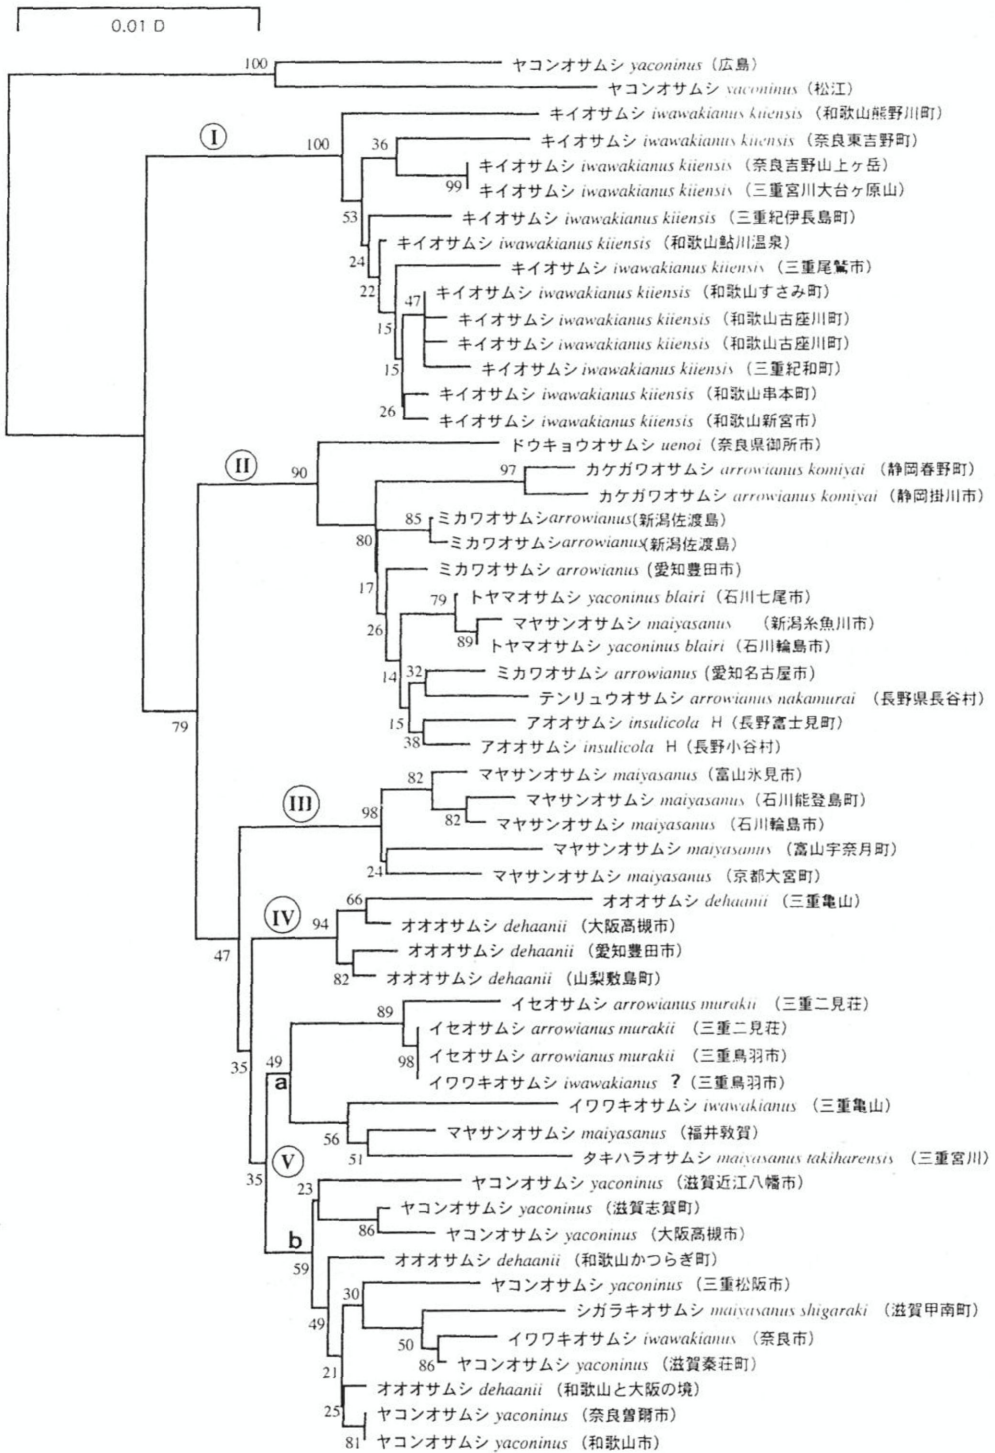 0.01 D
100
ヤコンオサムシ yaconinus (広島)
ヤコンオサムシ yaconinus (松江)
キイオサムシ iwawakianus kiiensis (和歌山熊野川町)
I
100
36
キイオサムシ iwawakianus kiiensis (奈良東吉野町)
キイオサムシ iwawakianus kiiensis (奈良吉野山上ヶ岳)
99
キイオサムシ iwawakianus kiiensis (三重宮川大台ヶ原山)
53
キイオサムシ iwawakianus kiiensis (三重紀伊長島町)
キイオサムシ iwawakianus kiiensis (和歌山鮎川温泉)
24
キイオサムシ iwawakianus kiiensis (三重尾鷲市)
22
キイオサムシ iwawakianus kiiensis (和歌山すさみ町)
47
キイオサムシ iwawakianus kiiensis (和歌山古座川町)
15
キイオサムシ iwawakianus kiiensis (和歌山古座川町)
15
キイオサムシ iwawakianus kiiensis (三重紀和町)
キイオサムシ iwawakianus kiiensis (和歌山串本町)
26
キイオサムシ iwawakianus kiiensis (和歌山新宮市)
ドウキョウオサムシ uenoi (奈良県御所市)
II
90
97
カケガワオサムシ arrowianus komiyai (静岡春野町)
カケガワオサムシ arrowianus komiyai (静岡掛川市)
85
ミカワオサムシarrowianus(新潟佐渡島)
80
ミカワオサムシarrowianus(新潟佐渡島)
ミカワオサムシ arrowianus (愛知豊田市)
17
79
トヤマオサムシ yaconinus blairi (石川七尾市)
26
マヤサンオサムシ maiyasanus (新潟糸魚川市)
89
トヤマオサムシ yaconinus blairi (石川輪島市)
14
32
ミカワオサムシ arrowianus (愛知名古屋市)
テンリュウオサムシ arrowianus nakamurai (長野県長谷村)
15
アオオサムシ insulicola H (長野富士見町)
79
38
アオオサムシ insulicola H (長野小谷村)
82
マヤサンオサムシ maiyasanus (富山氷見市)
III
98
マヤサンオサムシ maiyasanus (石川能登島町)
82
マヤサンオサムシ maiyasanus (石川輪島市)
マヤサンオサムシ maiyasanus (富山宇奈月町)
24
マヤサンオサムシ maiyasanus (京都大宮町)
66
オオオサムシ dehaanii (三重亀山)
IV
94
オオオサムシ dehaanii (大阪高槻市)
47
オオオサムシ dehaanii (愛知豊田市)
82
オオオサムシ dehaanii (山梨敷島町)
89
イセオサムシ arrowianus murakii (三重二見荘)
イセオサムシ arrowianus murakii (三重二見荘)
35
49
98
イセオサムシ arrowianus murakii (三重鳥羽市)
a
イワワキオサムシ iwawakianus ? (三重鳥羽市)
イワワキオサムシ iwawakianus (三重亀山)
56
マヤサンオサムシ maiyasanus (福井敦賀)
51
タキハラオサムシ maiyasanus takiharensis (三重宮川)
V
35
23
ヤコンオサムシ yaconinus (滋賀近江八幡市)
ヤコンオサムシ yaconinus (滋賀志賀町)
86
ヤコンオサムシ yaconinus (大阪高槻市)
b
59
オオオサムシ dehaanii (和歌山かつらぎ町)
30
ヤコンオサムシ yaconinus (三重松阪市)
49
シガラキオサムシ maiyasanus shigaraki (滋賀甲南町)
50
イワワキオサムシ iwawakianus (奈良市)
86
ヤコンオサムシ yaconinus (滋賀秦荘町)
21
オオオサムシ dehaanii (和歌山と大阪の境)
25
ヤコンオサムシ yaconinus (奈良曽爾市)
81
ヤコンオサムシ yaconinus (和歌山市)